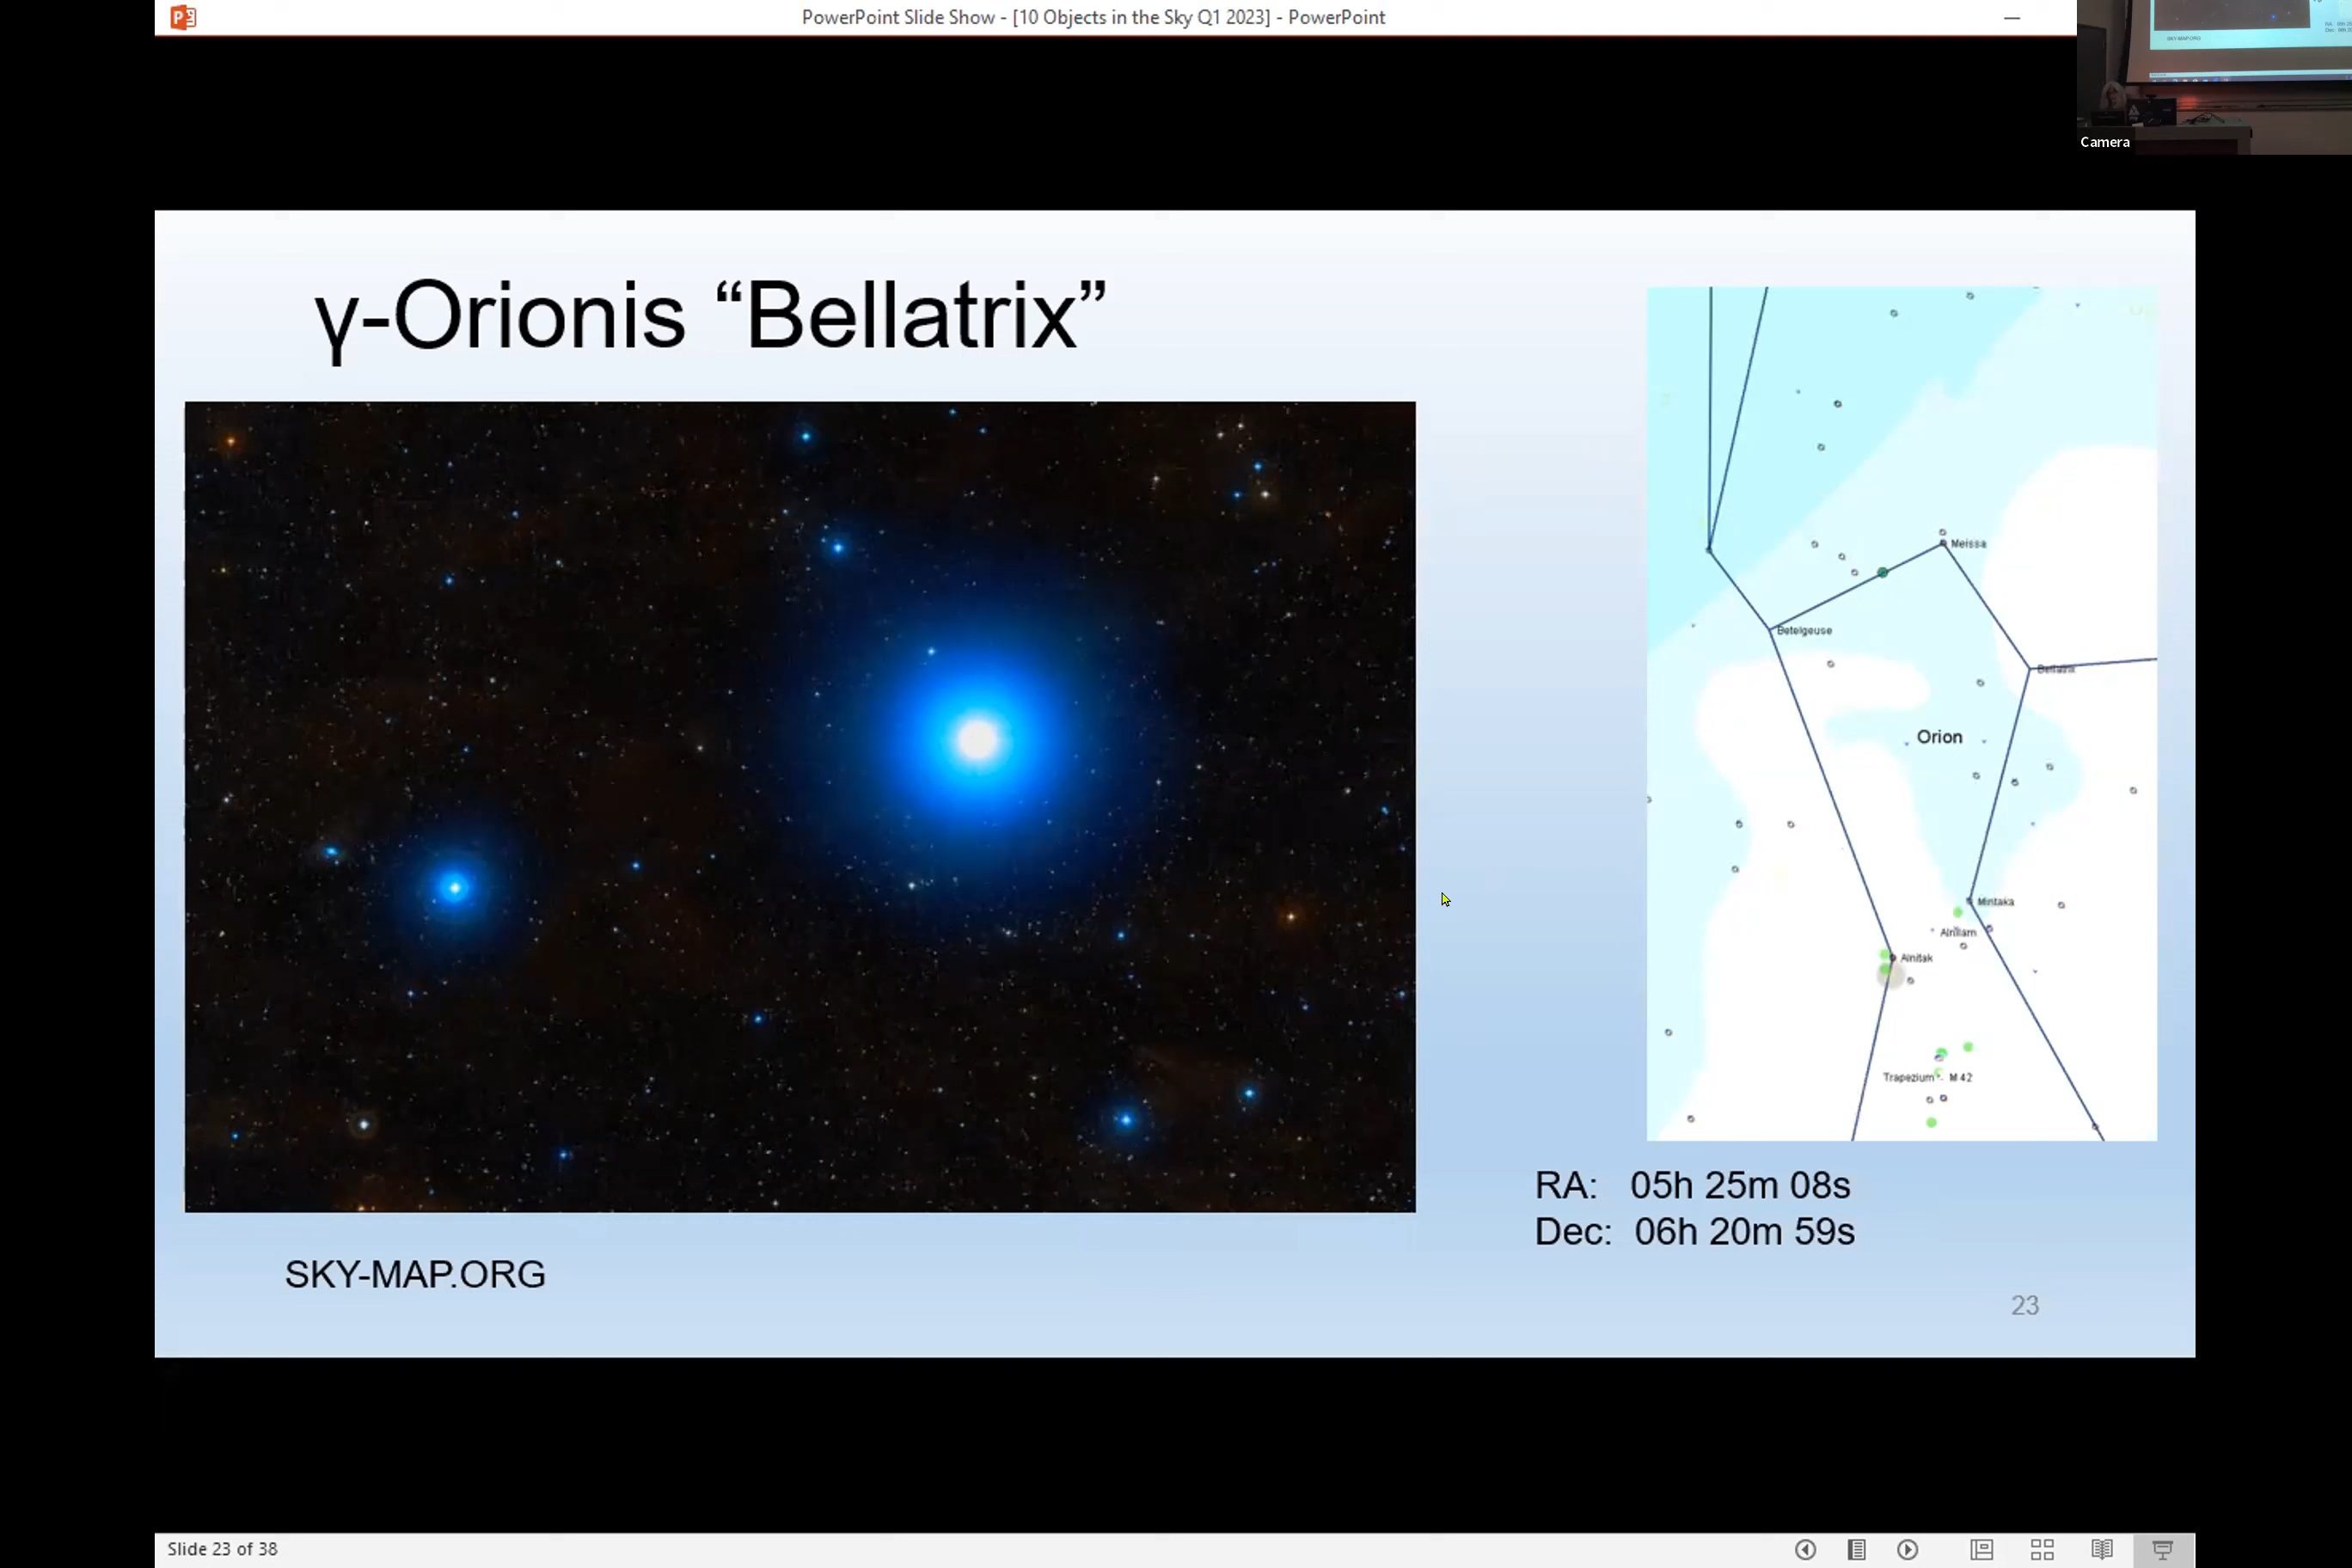 PowerPoint Slide Show - [10 Objects in the Sky Q1 2023] - PowerPoint
Camera
γ-Orionis “Bellatrix”
Meissa
Betelgeuse
Bellatrix
Orion
Mintaka
Alnilam
Alnitak
Trapezium M 42
RA: 05h 25m 08s
Dec: 06h 20m 59s
SKY-MAP.ORG
23
Slide 23 of 38